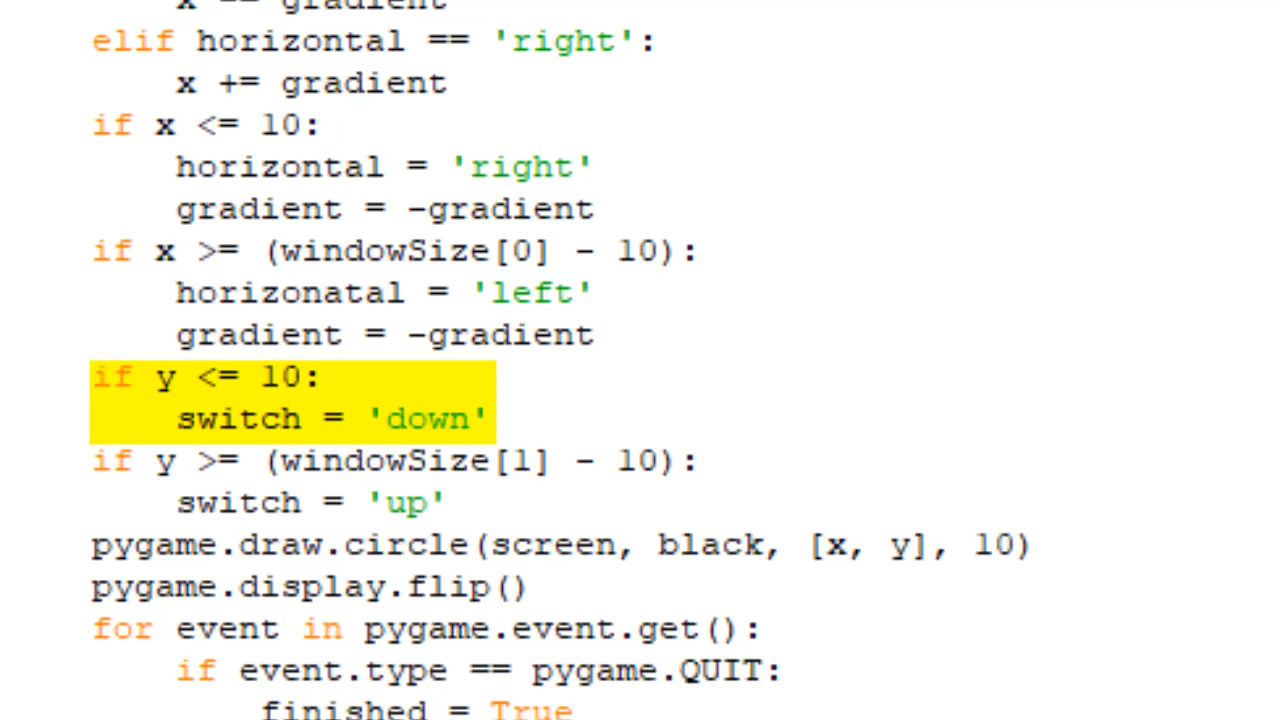 x -= gradient
elif horizontal == 'right':
    x += gradient
if x <= 10:
    horizontal = 'right'
    gradient = -gradient
if x >= (windowSize[0] - 10):
    horizonatal = 'left'
    gradient = -gradient
if y <= 10:
    switch = 'down'
if y >= (windowSize[1] - 10):
    switch = 'up'
pygame.draw.circle(screen, black, [x, y], 10)
pygame.display.flip()
for event in pygame.event.get():
    if event.type == pygame.QUIT:
        finished = True